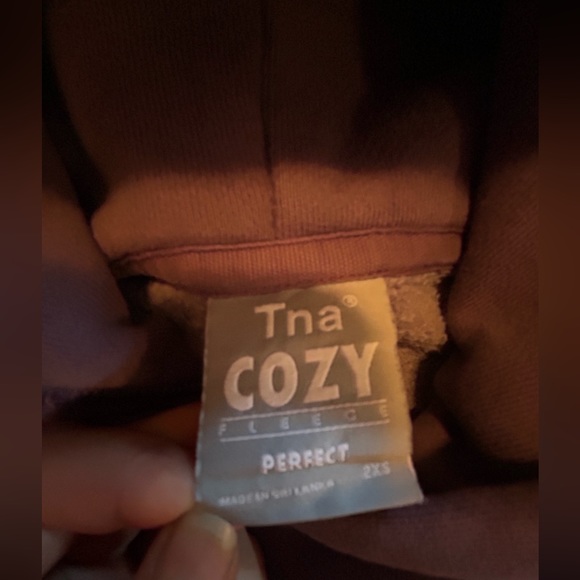 Tna®
COZY
FLEECE
PERFECT
2XS
MADE IN SRI LANKA